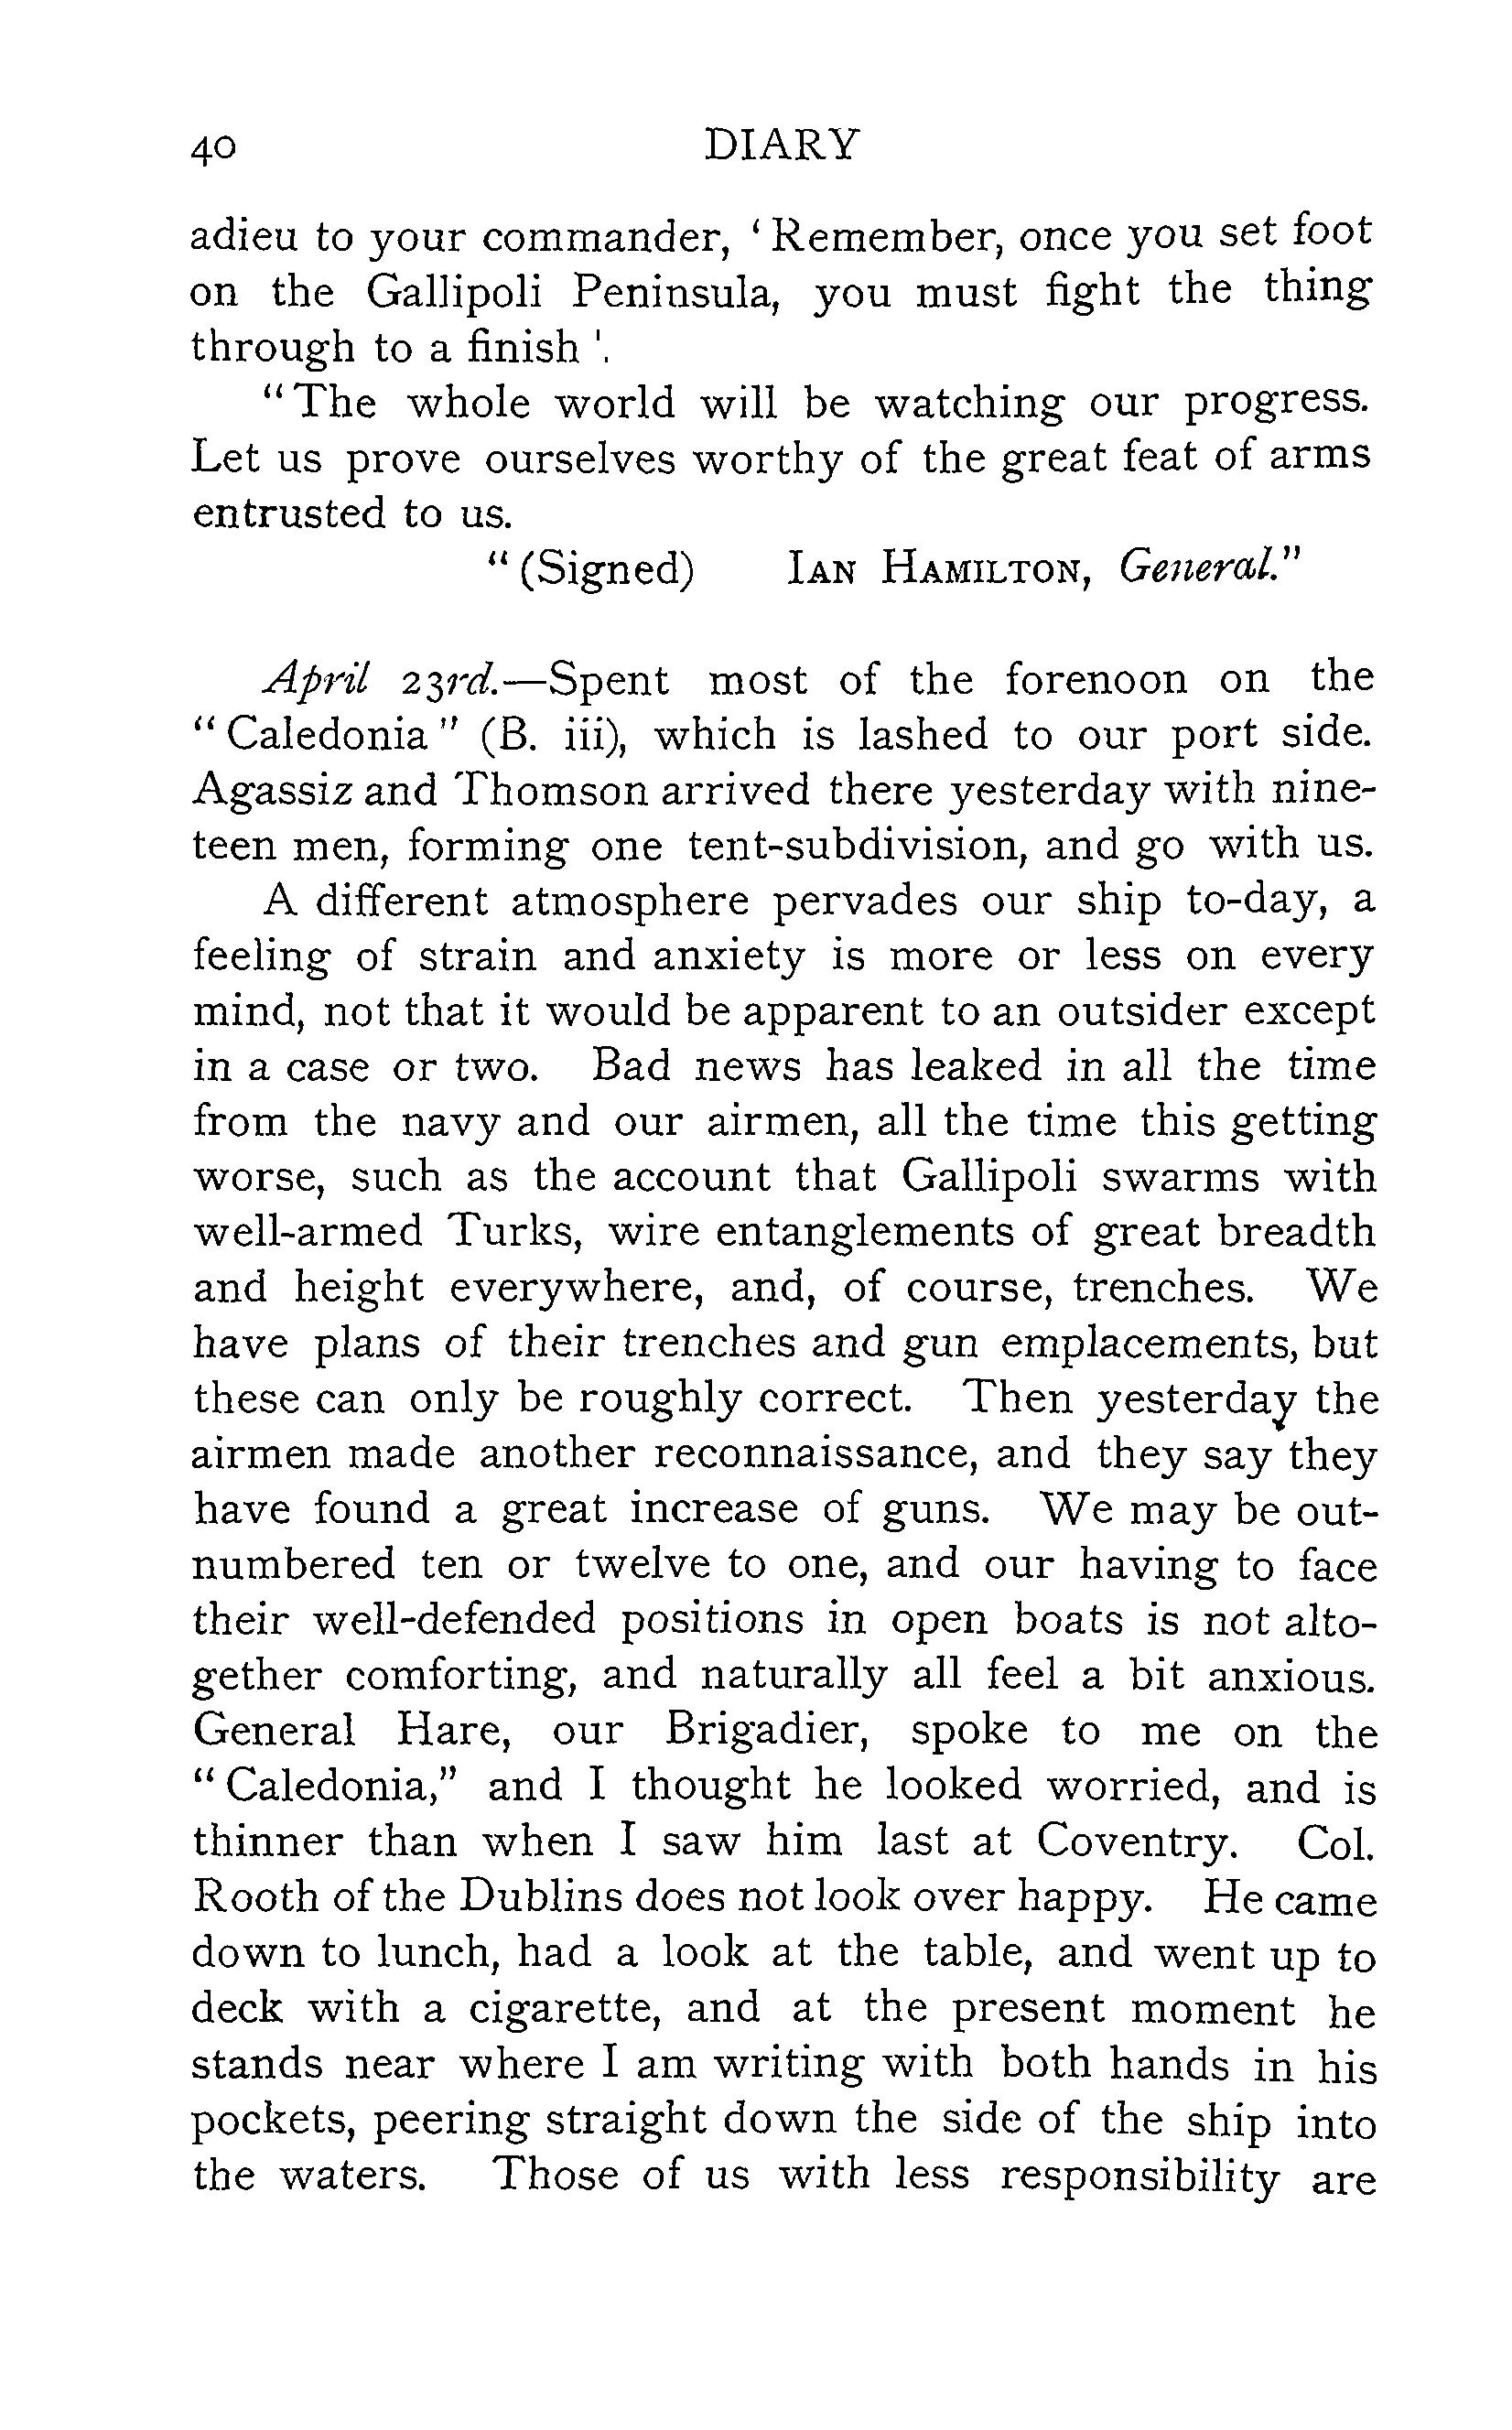 40 DIARY
adieu to your commander, ‘ Remember, once you set foot
on the Gallipoli Peninsula, you must fight the thing
through to a finish '.
“ The whole world will be watching our progress.
Let us prove ourselves worthy of the great feat of arms
entrusted to us.
“ (Signed) IAN HAMILTON, General."
April 23rd.—Spent most of the forenoon on the
“ Caledonia " (B. iii), which is lashed to our port side.
Agassiz and Thomson arrived there yesterday with nine-
teen men, forming one tent-subdivision, and go with us.
A different atmosphere pervades our ship to-day, a
feeling of strain and anxiety is more or less on every
mind, not that it would be apparent to an outsider except
in a case or two. Bad news has leaked in all the time
from the navy and our airmen, all the time this getting
worse, such as the account that Gallipoli swarms with
well-armed Turks, wire entanglements of great breadth
and height everywhere, and, of course, trenches. We
have plans of their trenches and gun emplacements, but
these can only be roughly correct. Then yesterday the
airmen made another reconnaissance, and they say they
have found a great increase of guns. We may be out-
numbered ten or twelve to one, and our having to face
their well-defended positions in open boats is not alto-
gether comforting, and naturally all feel a bit anxious.
General Hare, our Brigadier, spoke to me on the
“ Caledonia,” and I thought he looked worried, and is
thinner than when I saw him last at Coventry. Col.
Rooth of the Dublins does not look over happy. He came
down to lunch, had a look at the table, and went up to
deck with a cigarette, and at the present moment he
stands near where I am writing with both hands in his
pockets, peering straight down the side of the ship into
the waters. Those of us with less responsibility are